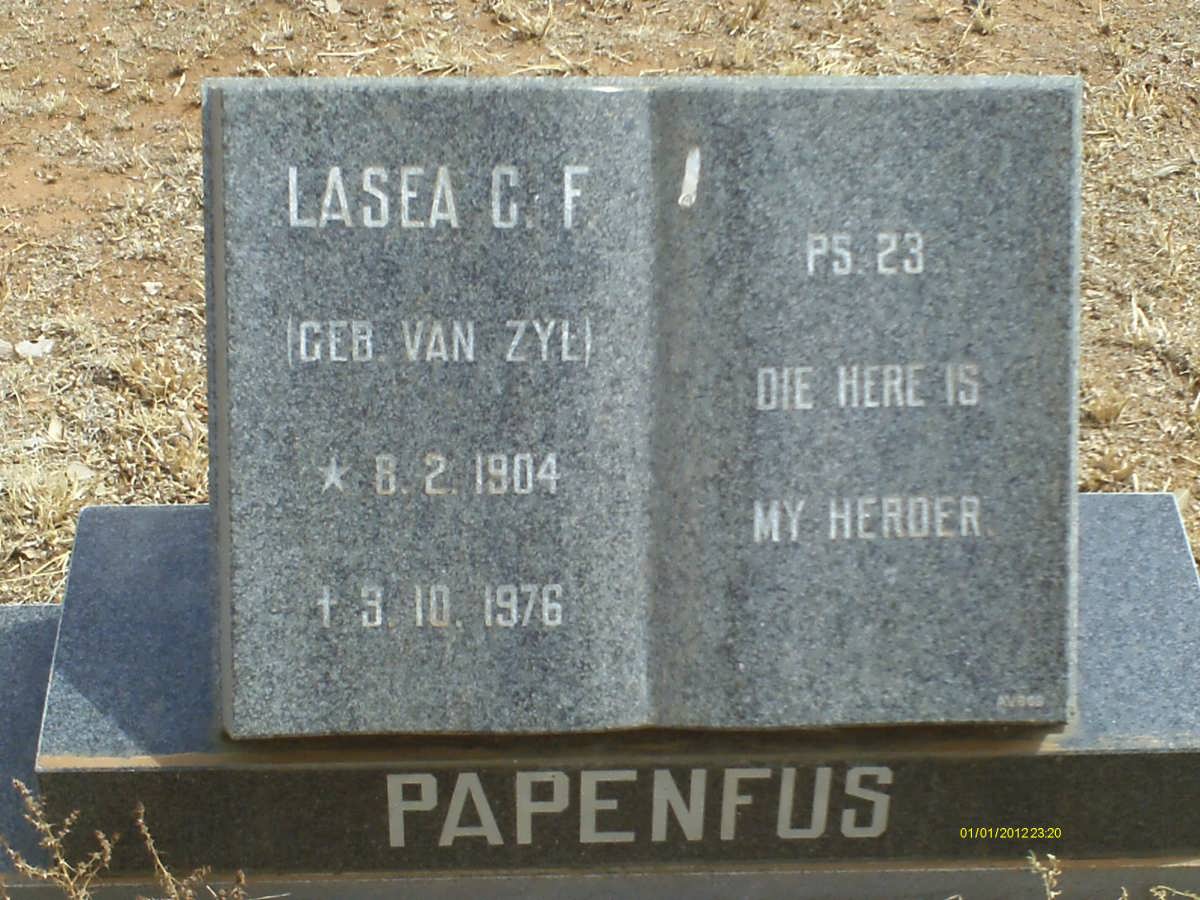 LASEA C. F.
(GEB. VAN ZYL)
★ 8. 2. 1904
† 3. 10. 1976
PS. 23
DIE HERE IS
MY HERDER.
PAPENFUS
01/01/2012 23:20